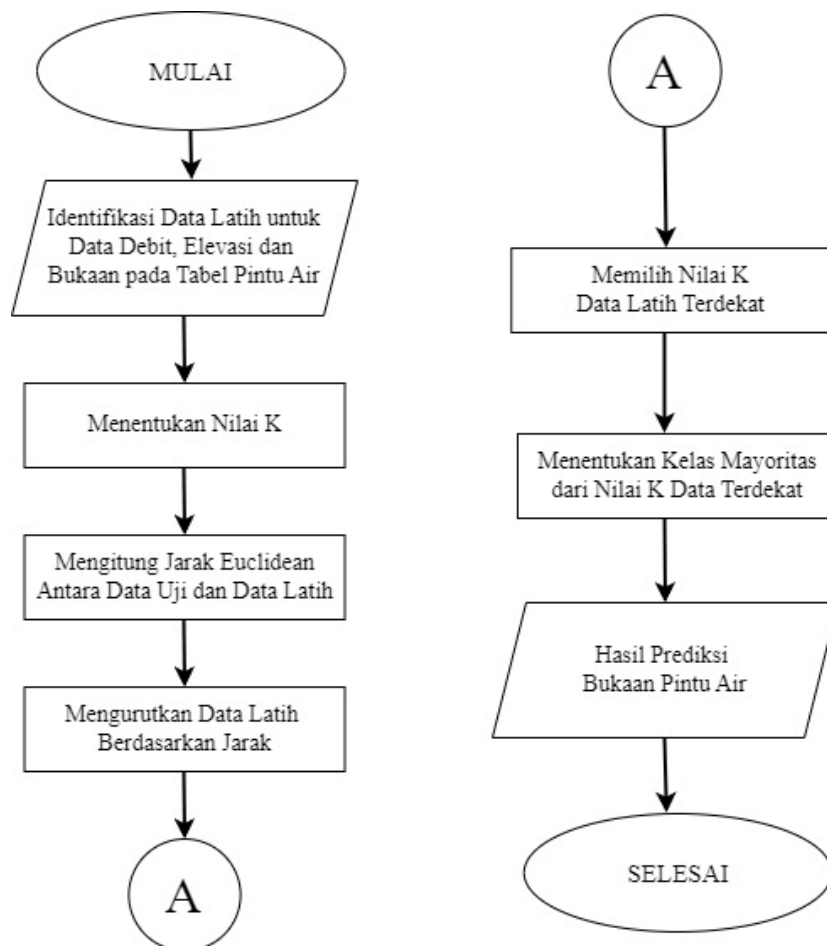 MULAI
Identifikasi Data Latih untuk
Data Debit, Elevasi dan
Bukaan pada Tabel Pintu Air
Menentukan Nilai K
Mengitung Jarak Euclidean
Antara Data Uji dan Data Latih
Mengurutkan Data Latih
Berdasarkan Jarak
A
A
Memilih Nilai K
Data Latih Terdekat
Menentukan Kelas Mayoritas
dari Nilai K Data Terdekat
Hasil Prediksi
Bukaan Pintu Air
SELESAI